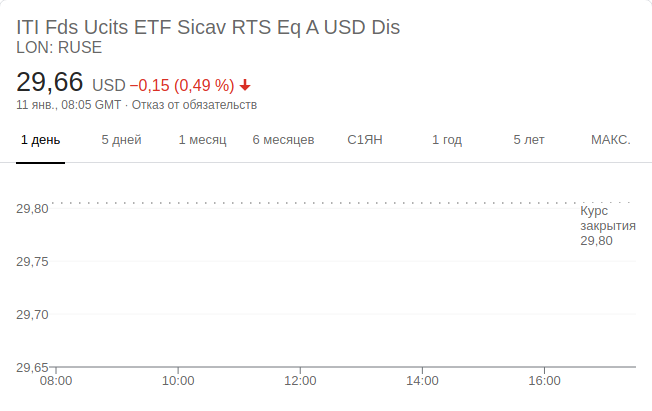 ITI Fds Ucits ETF Sicav RTS Eq A USD Dis
LON: RUSE
29,66 USD −0,15 (0,49 %)
11 янв., 08:05 GMT · Отказ от обязательств
1 день 5 дней 1 месяц 6 месяцев С1ЯН 1 год 5 лет МАКС.
29,80
Курс
закрытия
29,80
29,75
29,70
29,65
08:00 10:00 12:00 14:00 16:00